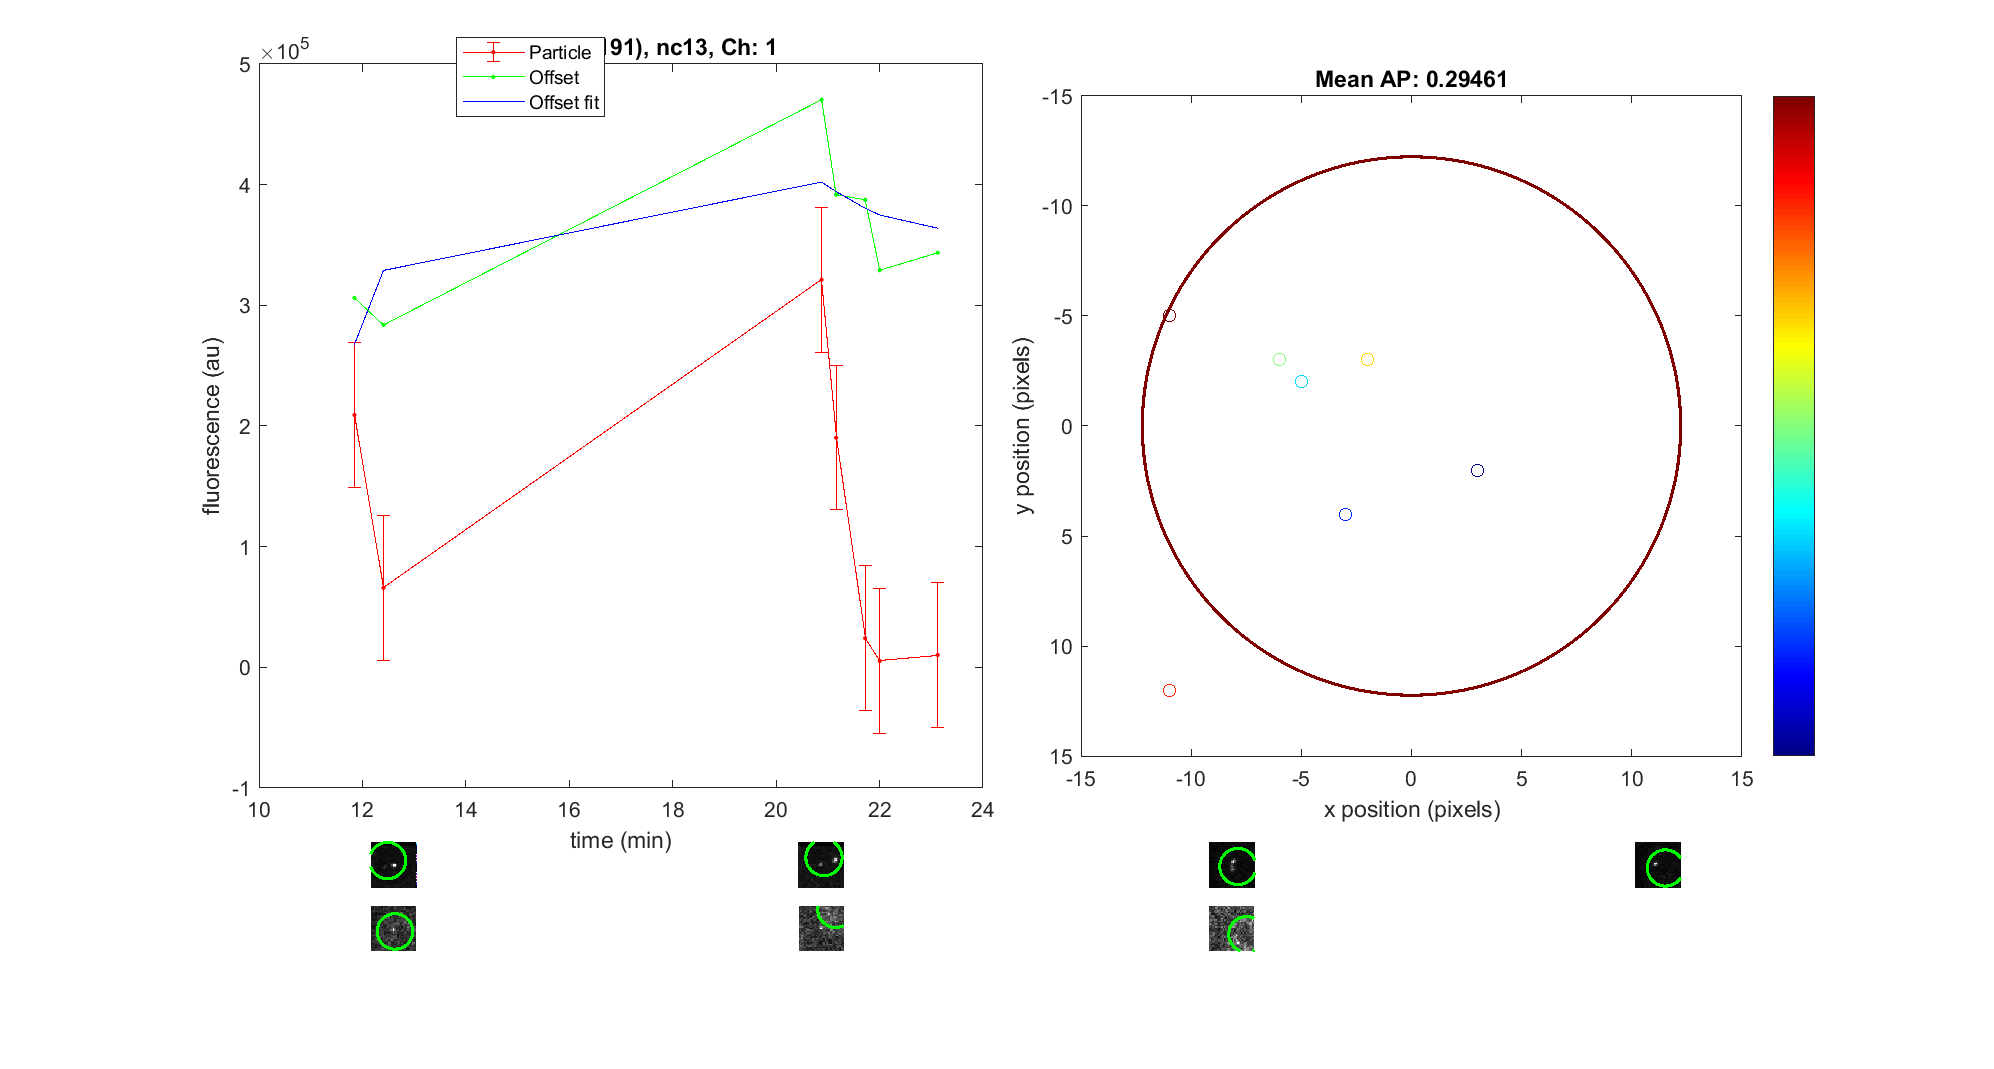 ×10^5
191), nc13, Ch: 1
Particle
Offset
Offset fit
5
4
3
2
1
0
-1
10 12 14 16 18 20 22 24
fluorescence (au)
time (min)
Mean AP: 0.29461
-15
-10
-5
0
5
10
15
-15 -10 -5 0 5 10 15
y position (pixels)
x position (pixels)